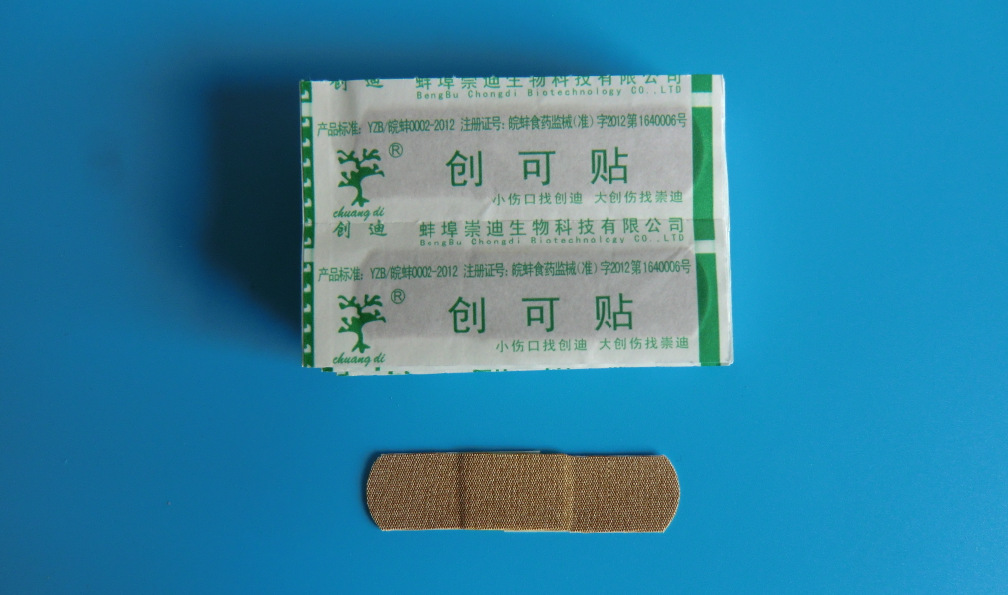 创迪 蚌埠崇迪生物科技有限公司
BengBu Chongdi Biotechnology CO.,LTD
产品标准: YZB/皖蚌0002-2012 注册证号: 皖蚌食药监械(准)字2012第1640006号
® 创可贴
小伤口找创迪 大创伤找崇迪
chuang di
创迪 蚌埠崇迪生物科技有限公司
BengBu Chongdi Biotechnology CO.,LTD
产品标准: YZB/皖蚌0002-2012 注册证号: 皖蚌食药监械(准)字2012第1640006号
® 创可贴
小伤口找创迪 大创伤找崇迪
chuang di